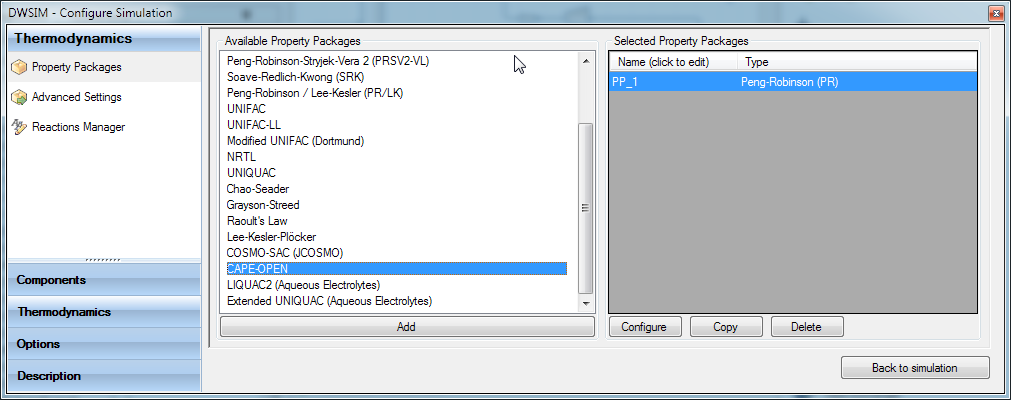 DWSIM - Configure Simulation
Thermodynamics
Property Packages
Advanced Settings
Reactions Manager
Components
Thermodynamics
Options
Description
Available Property Packages
Peng-Robinson-Stryjek-Vera 2 (PRSV2-VL)
Soave-Redlich-Kwong (SRK)
Peng-Robinson / Lee-Kesler (PR/LK)
UNIFAC
UNIFAC-LL
Modified UNIFAC (Dortmund)
NRTL
UNIQUAC
Chao-Seader
Grayson-Streed
Raoult's Law
Lee-Kesler-Plöcker
COSMO-SAC (JCOSMO)
CAPE-OPEN
LIQUAC2 (Aqueous Electrolytes)
Extended UNIQUAC (Aqueous Electrolytes)
Add
Selected Property Packages
Name (click to edit) Type
PP_1 Peng-Robinson (PR)
Configure Copy Delete
Back to simulation